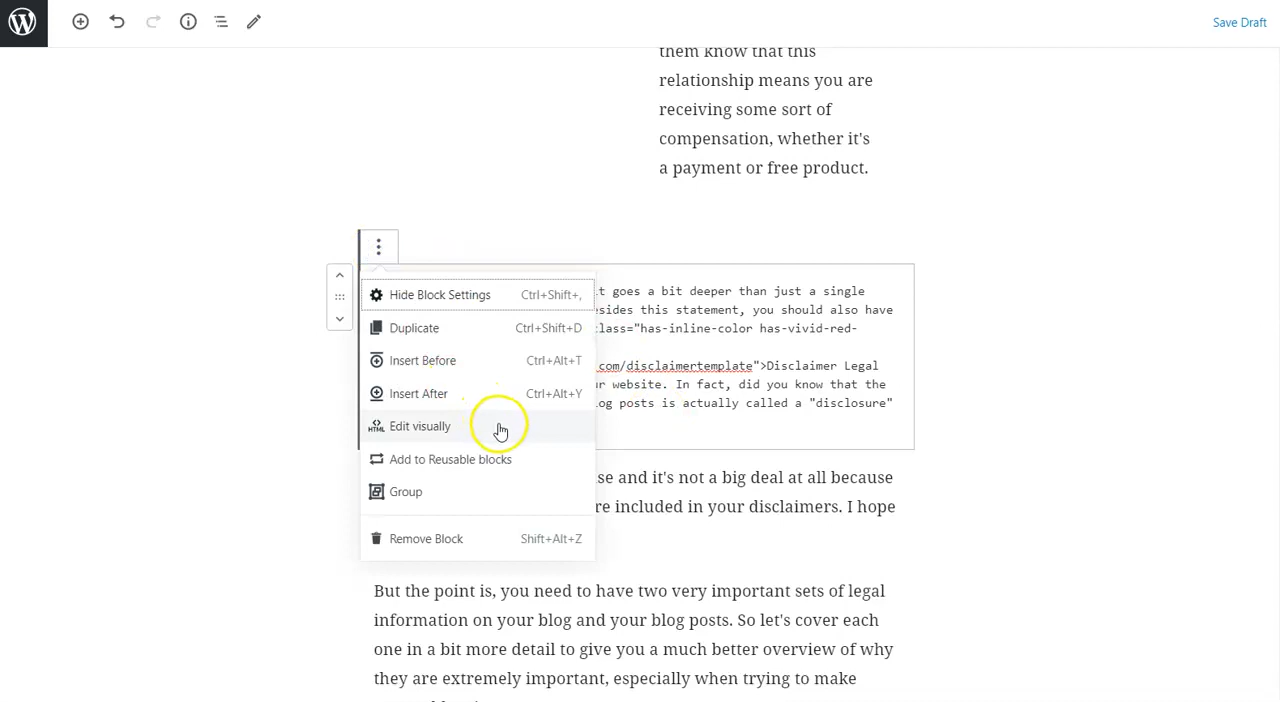 Save Draft
them know that this
relationship means you are
receiving some sort of
compensation, whether it's
a payment or free product.
Hide Block Settings Ctrl+Shift+,
Duplicate Ctrl+Shift+D
Insert Before Ctrl+Alt+T
Insert After Ctrl+Alt+Y
HTML Edit visually
Add to Reusable blocks
Group
Remove Block Shift+Alt+Z
it goes a bit deeper than just a single
esides this statement, you should also have
class="has-inline-color has-vivid-red-
com/disclaimertemplate">Disclaimer Legal
ur website. In fact, did you know that the
log posts is actually called a "disclosure"
se and it's not a big deal at all because
re included in your disclaimers. I hope
But the point is, you need to have two very important sets of legal
information on your blog and your blog posts. So let's cover each
one in a bit more detail to give you a much better overview of why
they are extremely important, especially when trying to make